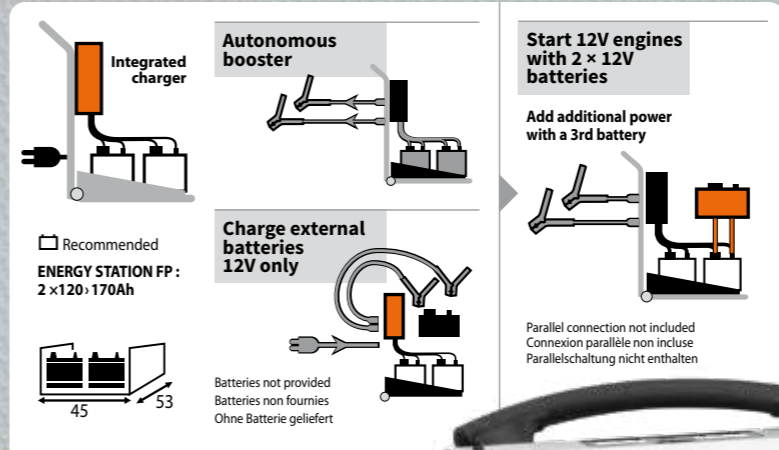 Integrated
charger
Recommended
ENERGY STATION FP :
2 ×120›170Ah
45
53
Autonomous
booster
Charge external
batteries
12V only
Batteries not provided
Batteries non fournies
Ohne Batterie geliefert
Start 12V engines
with 2 × 12V
batteries
Add additional power
with a 3rd battery
Parallel connection not included
Connexion parallèle non incluse
Parallelschaltung nicht enthalten